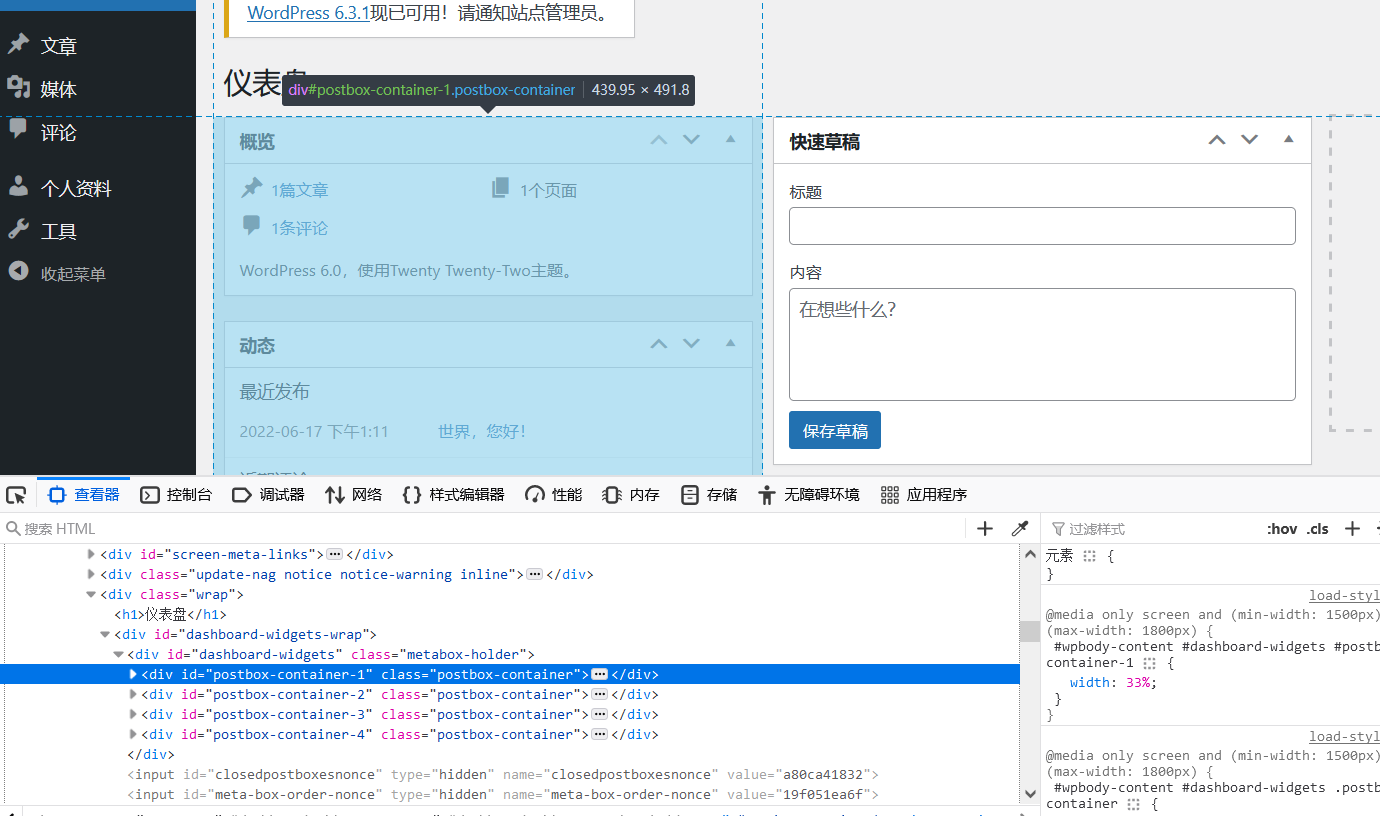 WordPress 6.3.1现已可用！请通知站点管理员。
文章
媒体
评论
个人资料
工具
收起菜单
仪表盘
div#postbox-container-1.postbox-container 439.95 × 491.8
概览
1篇文章
1个页面
1条评论
WordPress 6.0，使用Twenty Twenty-Two主题。
动态
最近发布
2022-06-17 下午1:11 世界，您好！
快速草稿
标题
内容
在想些什么？
保存草稿
查看器 控制台 调试器 网络 样式编辑器 性能 内存 存储 无障碍环境 应用程序
搜索 HTML
<div id="screen-meta-links"></div>
<div class="update-nag notice notice-warning inline"></div>
<div class="wrap">
<h1>仪表盘</h1>
<div id="dashboard-widgets-wrap">
<div id="dashboard-widgets" class="metabox-holder">
<div id="postbox-container-1" class="postbox-container"></div>
<div id="postbox-container-2" class="postbox-container"></div>
<div id="postbox-container-3" class="postbox-container"></div>
<div id="postbox-container-4" class="postbox-container"></div>
</div>
<input id="closedpostboxesnonce" type="hidden" name="closedpostboxesnonce" value="a80ca41832">
<input id="meta-box-order-nonce" type="hidden" name="meta-box-order-nonce" value="19f051ea6f">
过滤样式 :hov .cls
元素 {
}
load-styl
@media only screen and (min-width: 1500px)
(max-width: 1800px) {
#wpbody-content #dashboard-widgets #postb
container-1 {
width: 33%;
}
}
load-styl
@media only screen and (min-width: 1500px)
(max-width: 1800px) {
#wpbody-content #dashboard-widgets .postb
container {